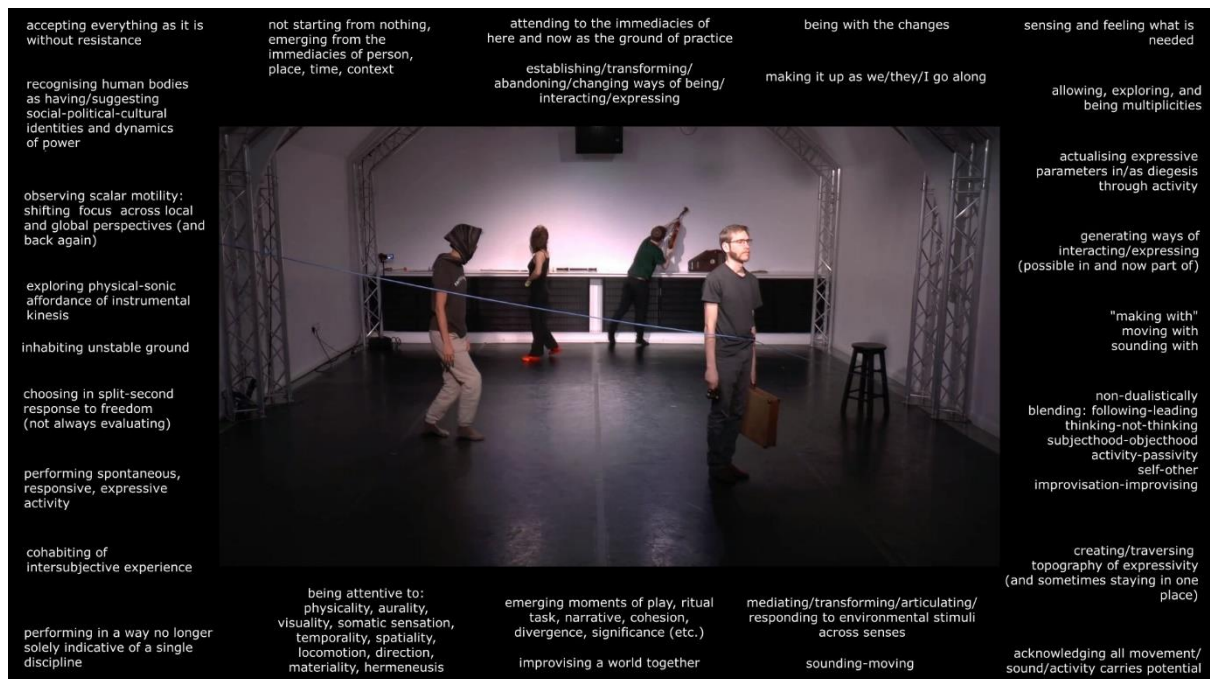 accepting everything as it is
without resistance
not starting from nothing,
emerging from the
immediacies of person,
place, time, context
attending to the immediacies of
here and now as the ground of practice
being with the changes
sensing and feeling what is
needed
establishing/transforming/
abandoning/changing ways of being/
interacting/expressing
making it up as we/they/I go along
recognising human bodies
as having/suggesting
social-political-cultural
identities and dynamics
of power
allowing, exploring, and
being multiplicities
actualising expressive
parameters in/as diegesis
through activity
observing scalar motility:
shifting focus across local
and global perspectives (and
back again)
generating ways of
interacting/expressing
(possible in and now part of)
exploring physical-sonic
affordance of instrumental
kinesis
"making with"
moving with
sounding with
inhabiting unstable ground
choosing in split-second
response to freedom
(not always evaluating)
non-dualistically
blending: following-leading
thinking-not-thinking
subjecthood-objecthood
activity-passivity
self-other
improvisation-improvising
performing spontaneous,
responsive, expressive
activity
cohabiting of
intersubjective experience
creating/traversing
topography of expressivity
(and sometimes staying in one
place)
performing in a way no longer
solely indicative of a single
discipline
being attentive to:
physicality, aurality,
visuality, somatic sensation,
temporality, spatiality,
locomotion, direction,
materiality, hermeneusis
emerging moments of play, ritual
task, narrative, cohesion,
divergence, significance (etc.)
improvising a world together
mediating/transforming/articulating/
responding to environmental stimuli
across senses
sounding-moving
acknowledging all movement/
sound/activity carries potential